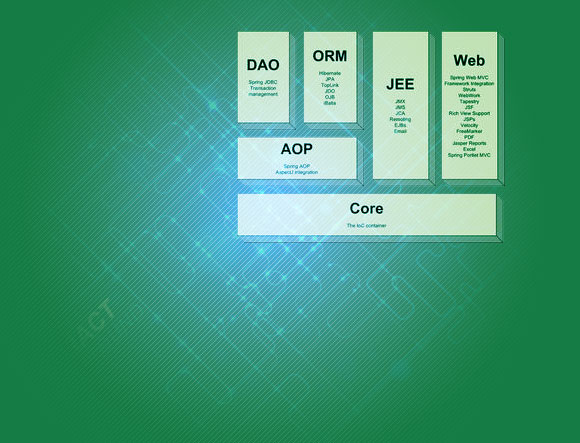 DAO
Spring JDBC
Transaction
management
ORM
Hibernate
JPA
TopLink
JDO
OJB
iBatis
JEE
JMX
JMS
JCA
Remoting
EJBs
Email
Web
Spring Web MVC
Framework Integration
Struts
WebWork
Tapestry
JSF
Rich View Support
JSPs
Velocity
FreeMarker
PDF
Jasper Reports
Excel
Spring Portlet MVC
AOP
Spring AOP
AspectJ integration
Core
The IoC container
ACT